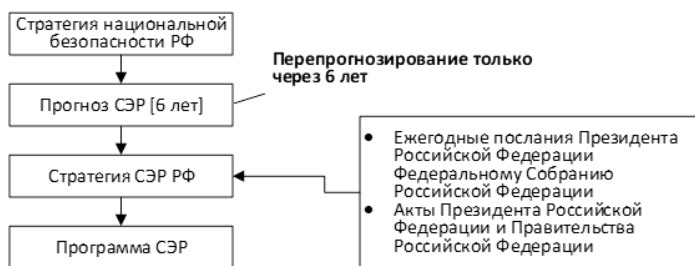 Стратегия национальной
безопасности РФ
Перепрогнозирование только
через 6 лет
Прогноз СЭР [6 лет]
Стратегия СЭР РФ
Программа СЭР
• Ежегодные послания Президента
Российской Федерации
Федеральному Собранию
Российской Федерации
• Акты Президента Российской
Федерации и Правительства
Российской Федерации